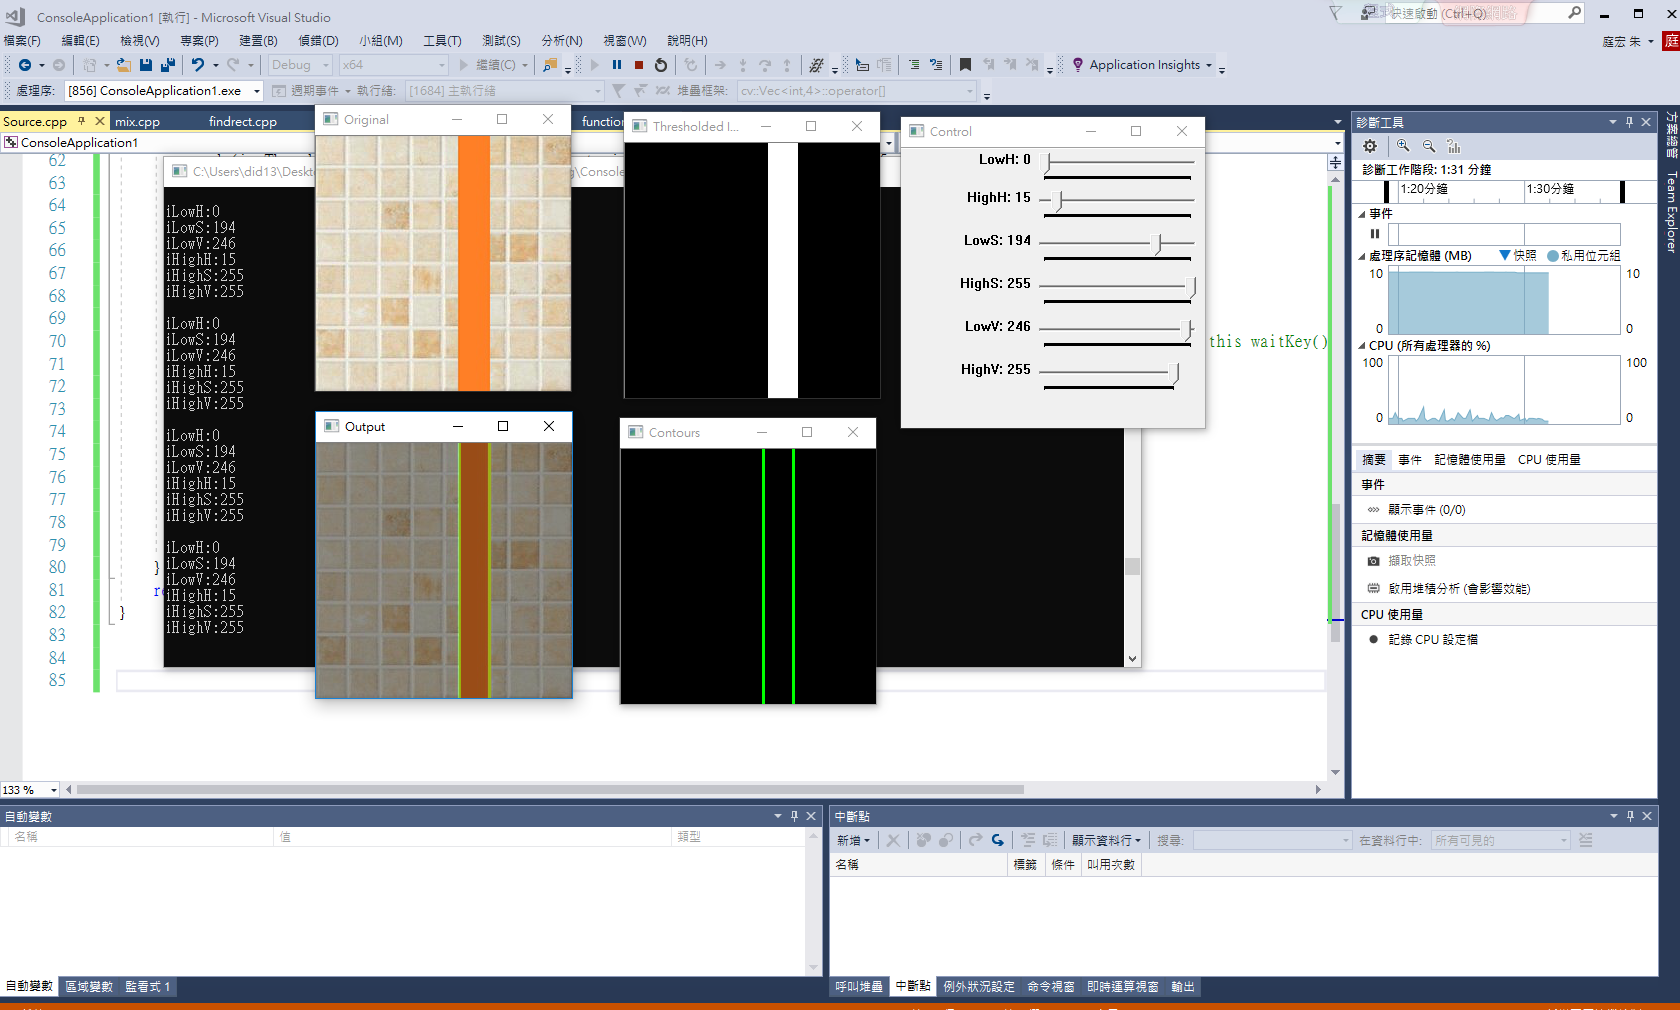 ConsoleApplication1 [執行] - Microsoft Visual Studio
快速啟動 (Ctrl+Q)
檔案(F) 編輯(E) 檢視(V) 專案(P) 建置(B) 偵錯(D) 小組(M) 工具(T) 測試(S) 分析(N) 視窗(W) 說明(H)
庭宏 朱
庭
Debug x64 繼續(C) Application Insights
處理序: [856] ConsoleApplication1.exe 週期事件 執行緒: [1684] 主執行緒 堆疊框架: cv::Vec<int,4>::operator[]
Source.cpp mix.cpp findrect.cpp function
ConsoleApplication1
62
63
64
65
66
67
68
69
70
71
72
73
74
75
76
77
78
79
80 }
81
82 }
83
84
85
this waitKey()
133 %
C:\Users\did13\Deskt
g\Console
iLowH:0
iLowS:194
iLowV:246
iHighH:15
iHighS:255
iHighV:255
iLowH:0
iLowS:194
iLowV:246
iHighH:15
iHighS:255
iHighV:255
iLowH:0
iLowS:194
iLowV:246
iHighH:15
iHighS:255
iHighV:255
iLowH:0
iLowS:194
iLowV:246
iHighH:15
iHighS:255
iHighV:255
Original
Thresholded I...
Output
Contours
Control
LowH: 0
HighH: 15
LowS: 194
HighS: 255
LowV: 246
HighV: 255
診斷工具
診斷工作階段: 1:31 分鐘
1:20分鐘 1:30分鐘
事件
處理序記憶體 (MB) 快照 私用位元組
10 10
0 0
CPU (所有處理器的 %)
100 100
0 0
摘要 事件 記憶體使用量 CPU 使用量
事件
顯示事件 (0/0)
記憶體使用量
擷取快照
啟用堆積分析 (會影響效能)
CPU 使用量
記錄 CPU 設定檔
方案總管
Team Explorer
自動變數
名稱 值 類型
自動變數 區域變數 監看式 1
中斷點
新增 顯示資料行 搜尋: 在資料行中: 所有可見的
名稱 標籤 條件 叫用次數
呼叫堆疊 中斷點 例外狀況設定 命令視窗 即時運算視窗 輸出